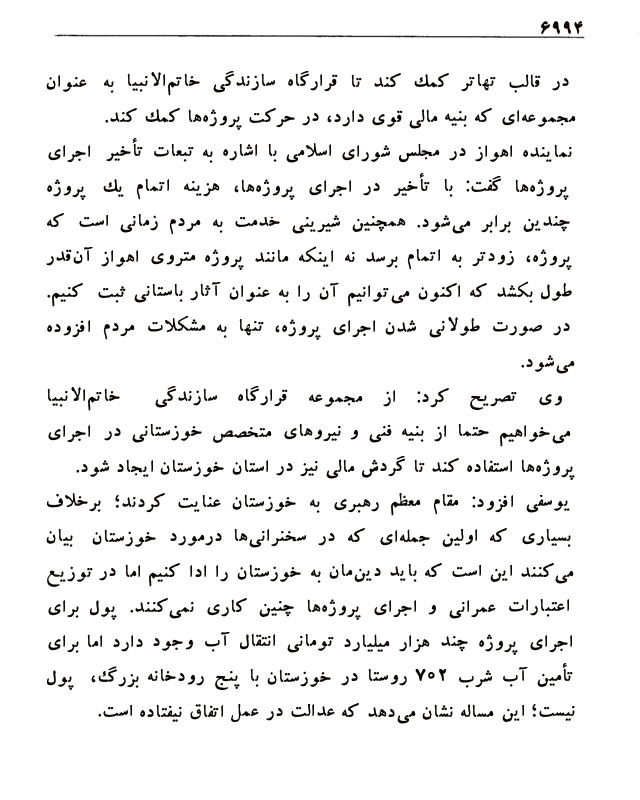 ۶۹۹۴
در قالب تهاتر كمك كند تا قرارگاه سازندگی خاتم‌الانبیا به عنوان
مجموعه‌ای که بنیه مالی قوی دارد، در حرکت پروژه‌ها كمك کند.
نماینده اهواز در مجلس شورای اسلامی با اشاره به تبعات تأخیر اجرای
پروژه‌ها گفت: با تأخیر در اجرای پروژه‌ها، هزینه اتمام يك پروژه
چندین برابر می‌شود. همچنین شیرینی خدمت به مردم زمانی است که
پروژه، زودتر به اتمام برسد نه اینکه مانند پروژه متروی اهواز آن‌قدر
طول بکشد که اکنون می‌توانیم آن را به عنوان آثار باستانی ثبت کنیم.
در صورت طولانی شدن اجرای پروژه، تنها به مشکلات مردم افزوده
می‌شود.
وی تصریح کرد: از مجموعه قرارگاه سازندگی خاتم‌الانبیا
می‌خواهیم حتما از بنیه فنی و نیروهای متخصص خوزستانی در اجرای
پروژه‌ها استفاده کند تا گردش مالی نیز در استان خوزستان ایجاد شود.
یوسفی افزود: مقام معظم رهبری به خوزستان عنایت کردند؛ برخلاف
بسیاری که اولین جمله‌ای که در سخنرانی‌ها درمورد خوزستان بیان
می‌کنند این است که باید دین‌مان به خوزستان را ادا کنیم اما در توزیع
اعتبارات عمرانی و اجرای پروژه‌ها چنین کاری نمی‌کنند. پول برای
اجرای پروژه چند هزار میلیارد تومانی انتقال آب وجود دارد اما برای
تأمین آب شرب ۷۰۲ روستا در خوزستان با پنج رودخانه بزرگ، پول
نیست؛ این مساله نشان می‌دهد که عدالت در عمل اتفاق نیفتاده است.